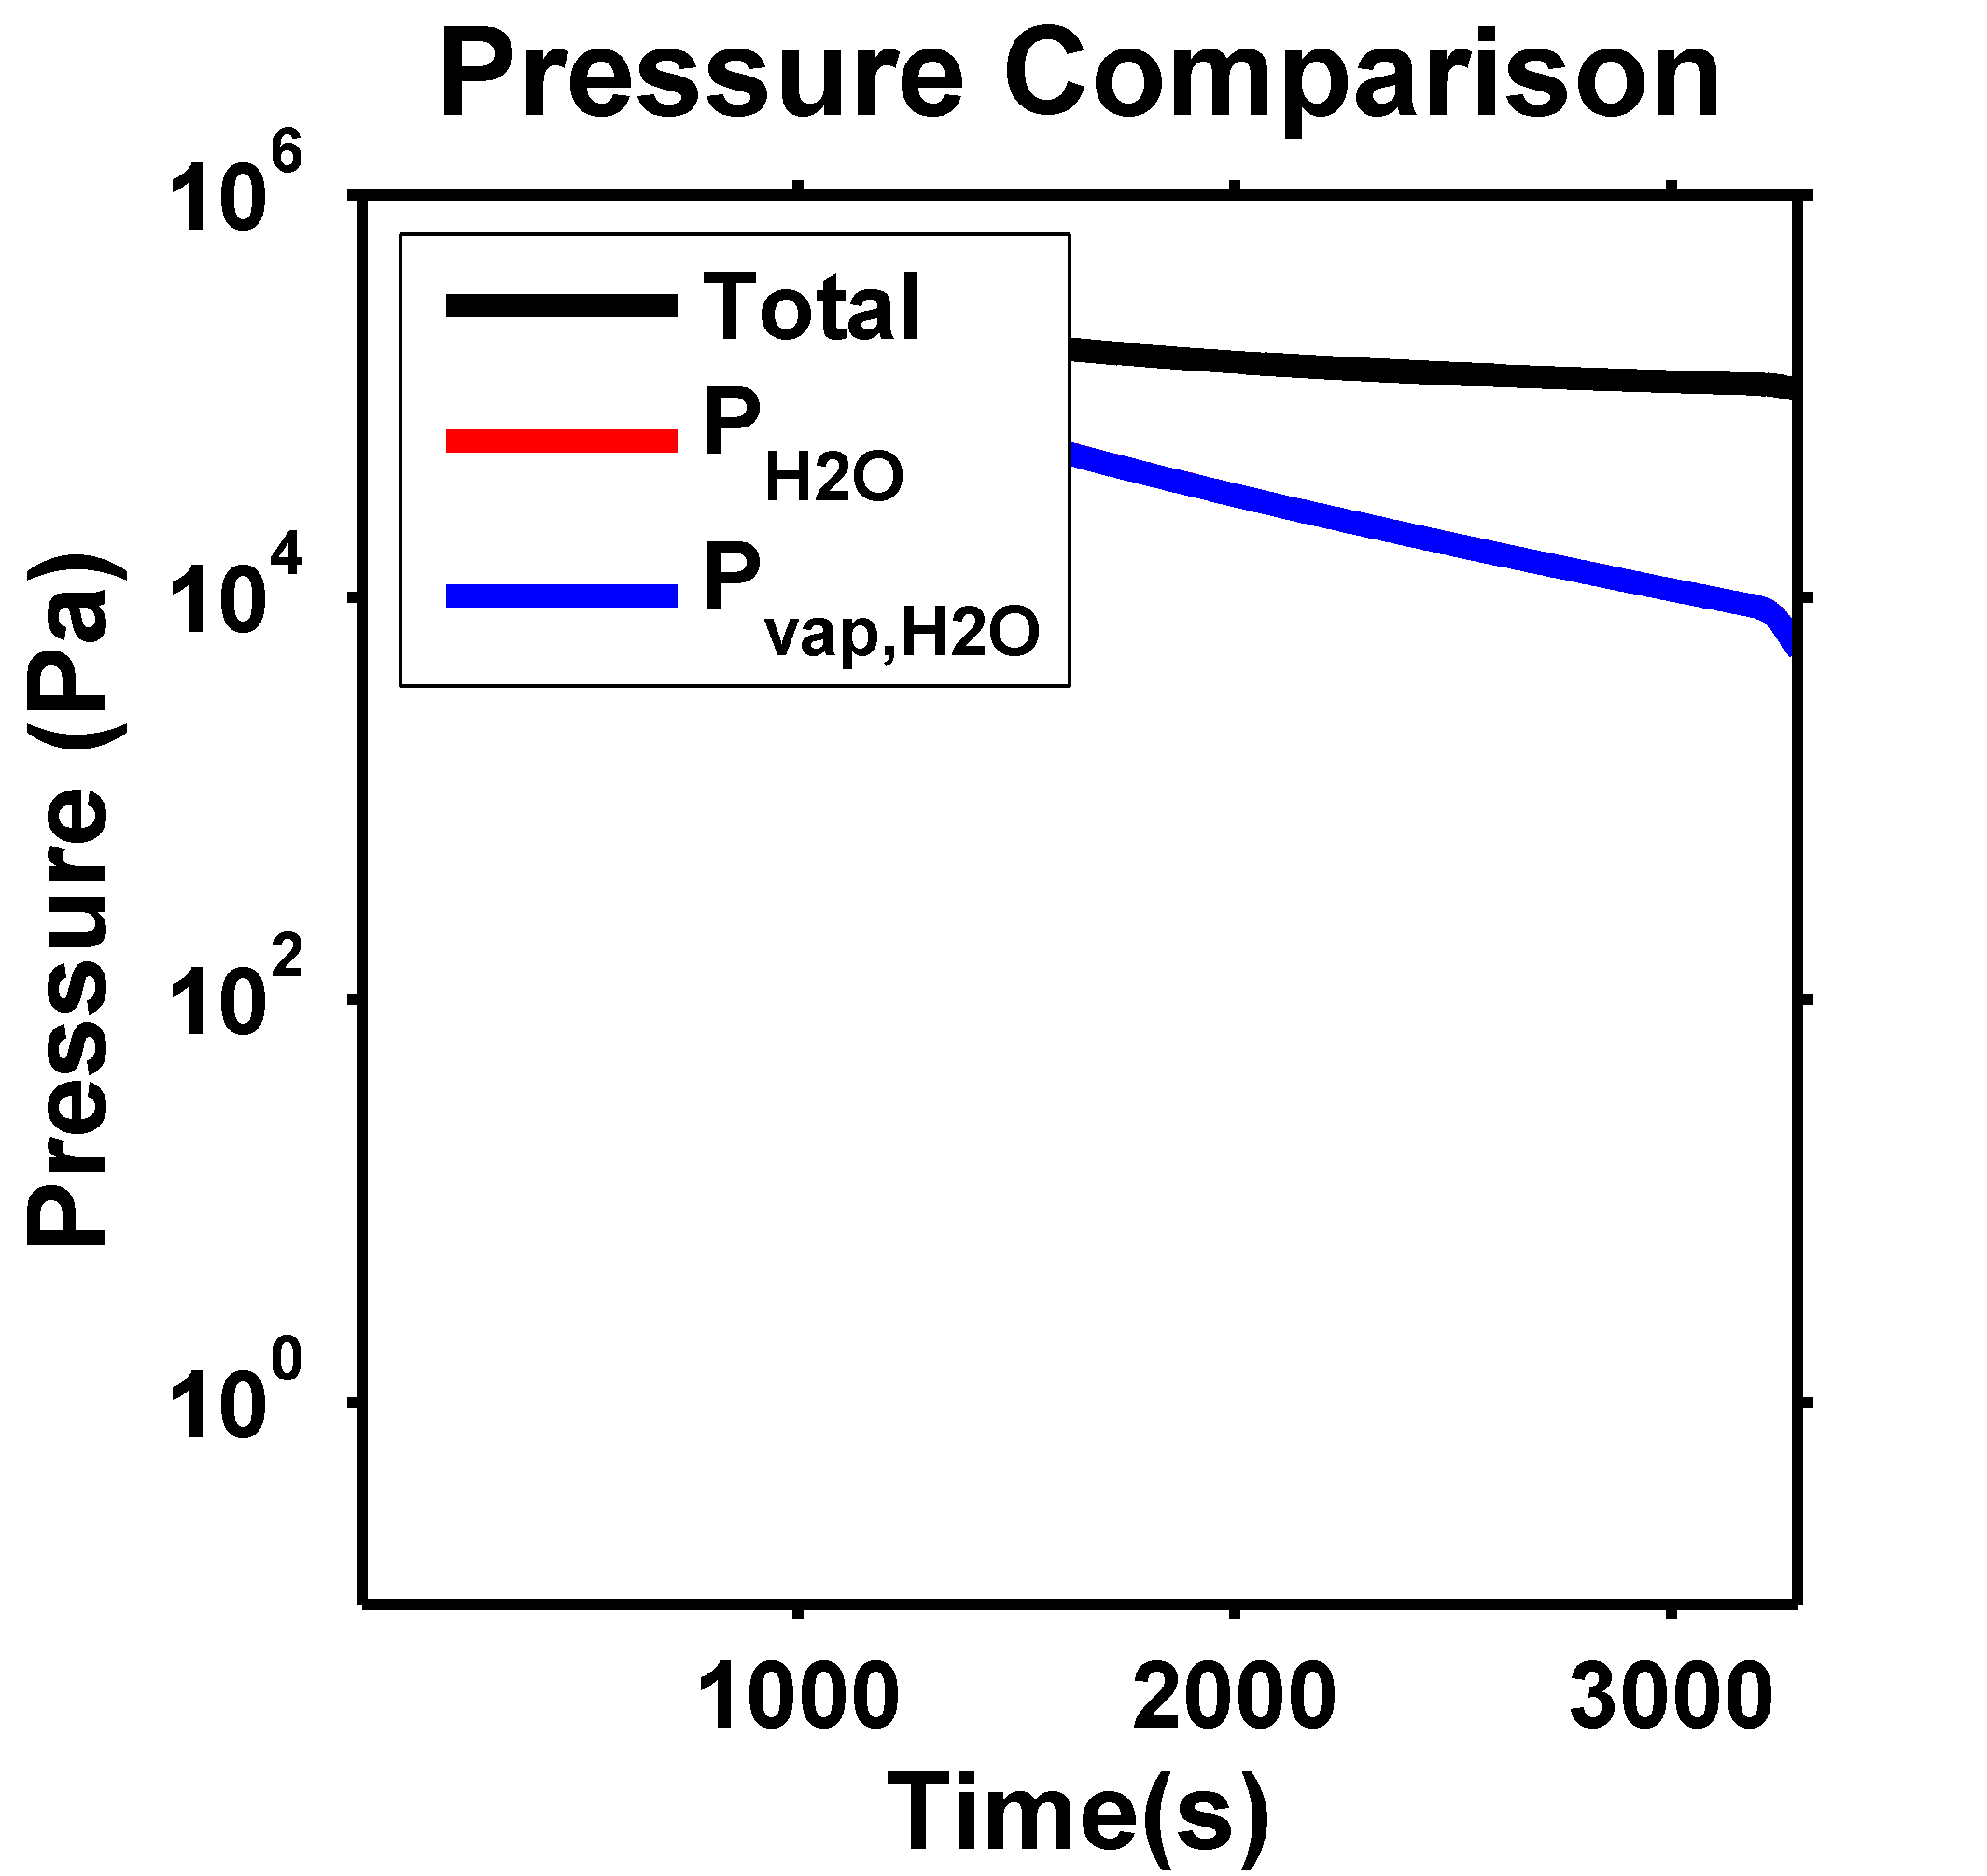 Pressure Comparison
10^6
Total
P_H2O
P_vap,H2O
10^4
10^2
10^0
Pressure (Pa)
1000 2000 3000
Time(s)